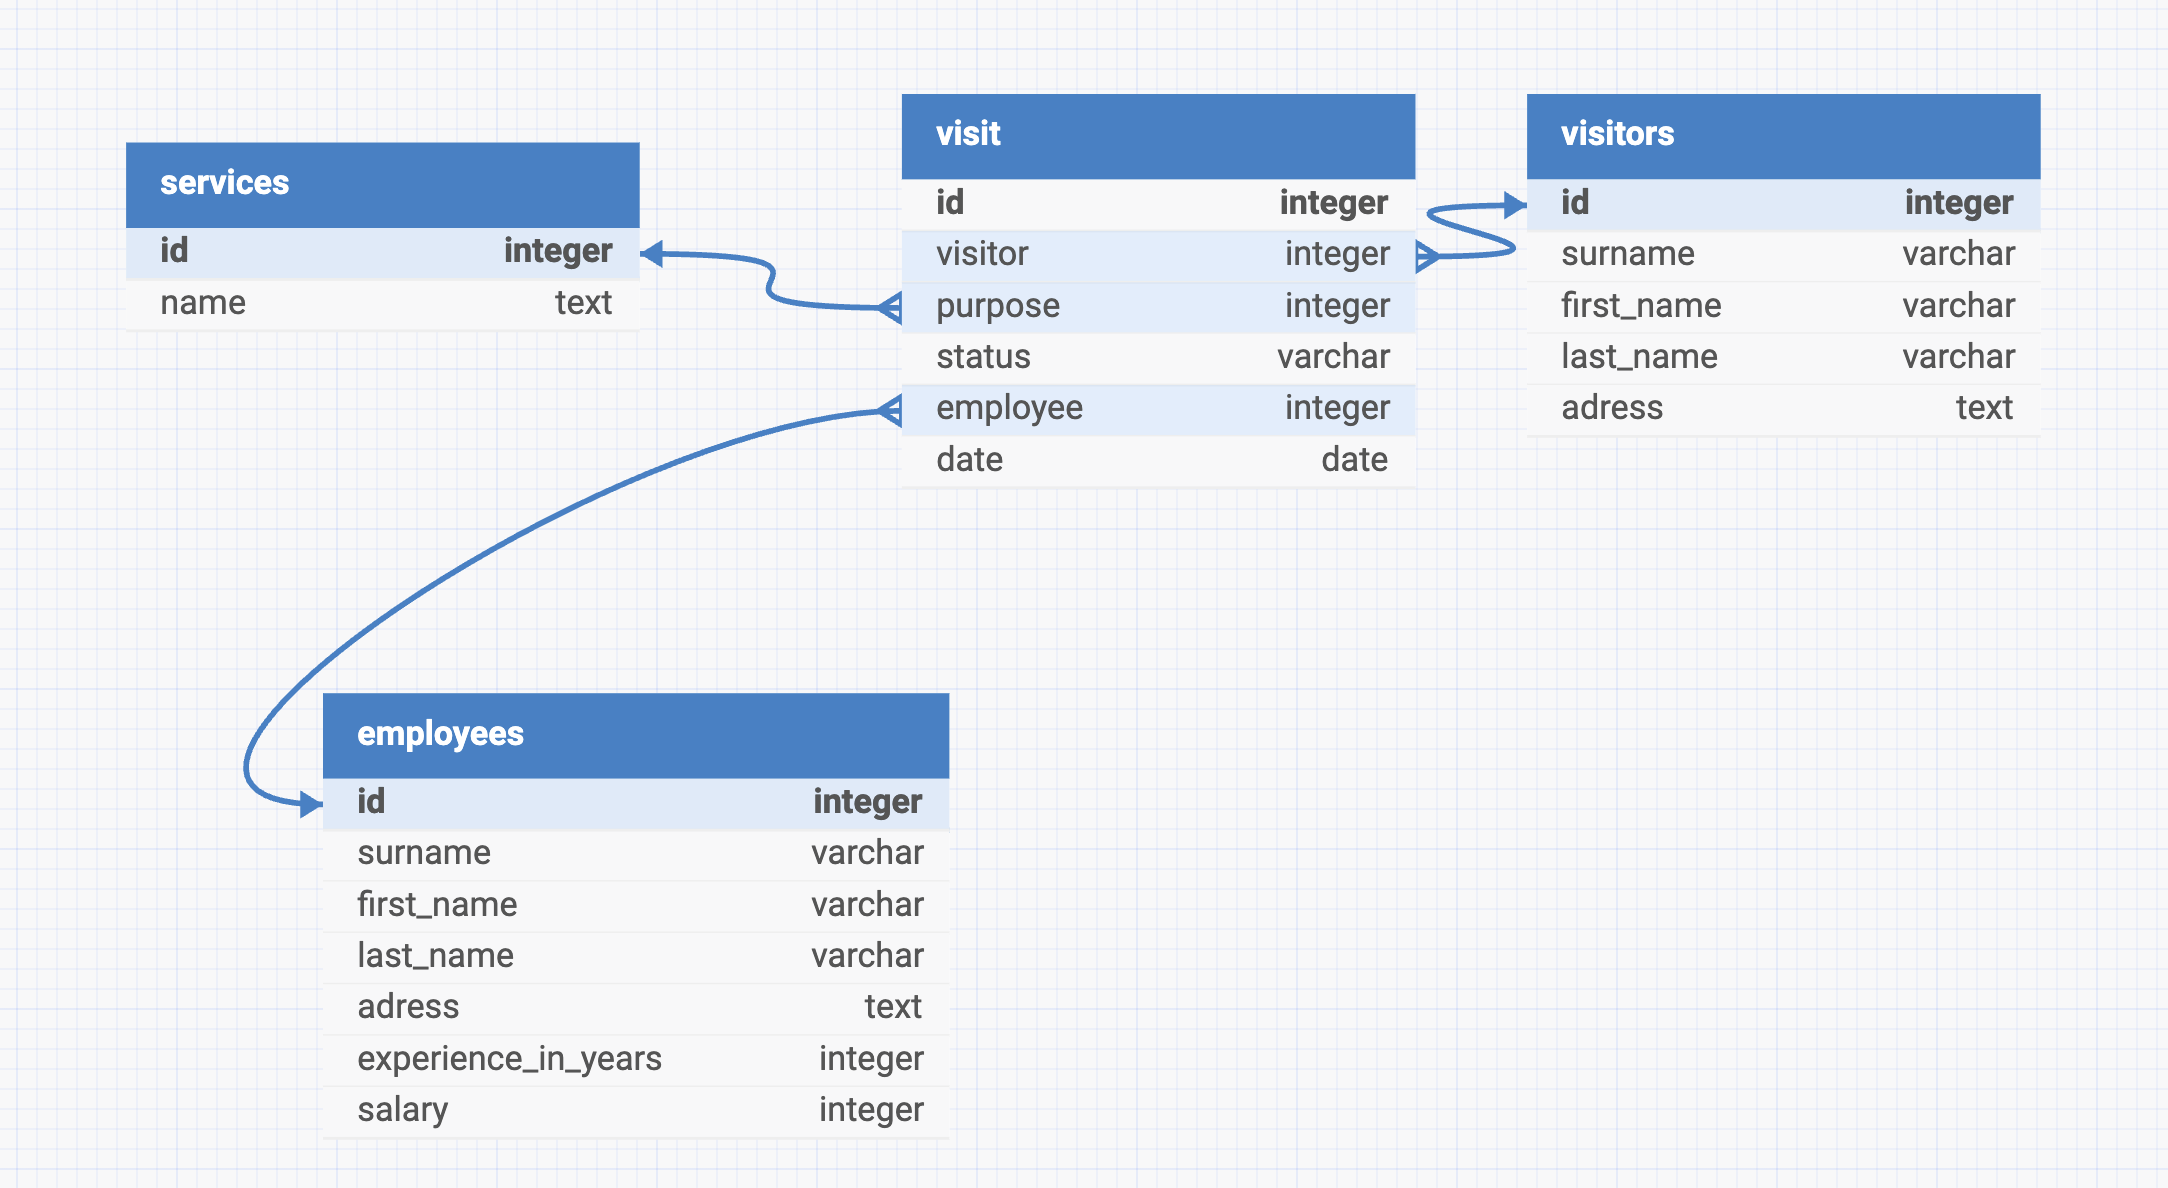 services
id integer
name text
visit
id integer
visitor integer
purpose integer
status varchar
employee integer
date date
visitors
id integer
surname varchar
first_name varchar
last_name varchar
adress text
employees
id integer
surname varchar
first_name varchar
last_name varchar
adress text
experience_in_years integer
salary integer